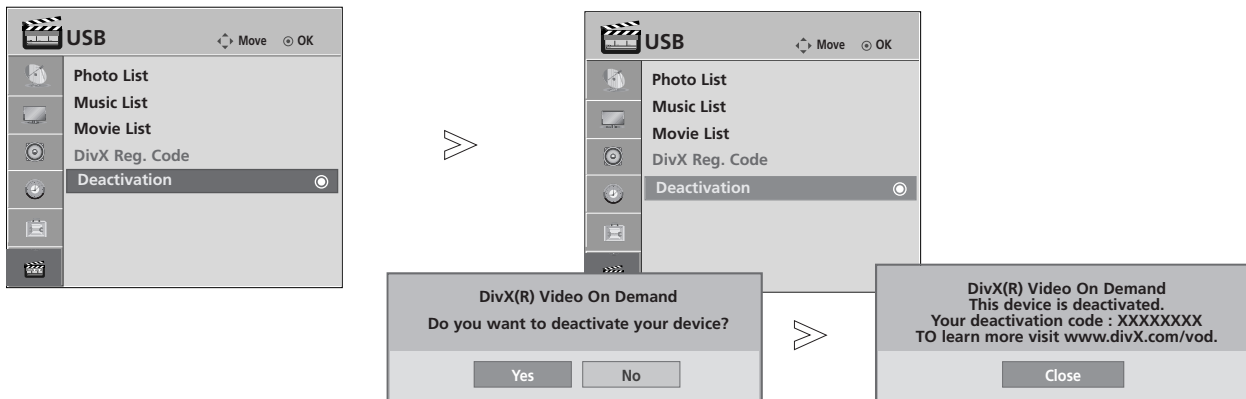 USB Move OK
Photo List
Music List
Movie List
DivX Reg. Code
Deactivation
USB Move OK
Photo List
Music List
Movie List
DivX Reg. Code
Deactivation
DivX(R) Video On Demand
Do you want to deactivate your device?
Yes No
DivX(R) Video On Demand
This device is deactivated.
Your deactivation code : XXXXXXXX
TO learn more visit www.divX.com/vod.
Close